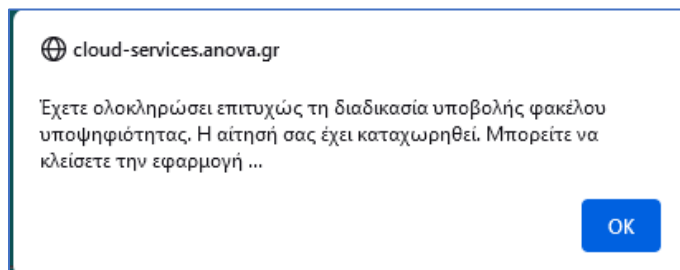 cloud-services.anova.gr
Έχετε ολοκληρώσει επιτυχώς τη διαδικασία υποβολής φακέλου
υποψηφιότητας. Η αίτησή σας έχει καταχωρηθεί. Μπορείτε να
κλείσετε την εφαρμογή ...
OK